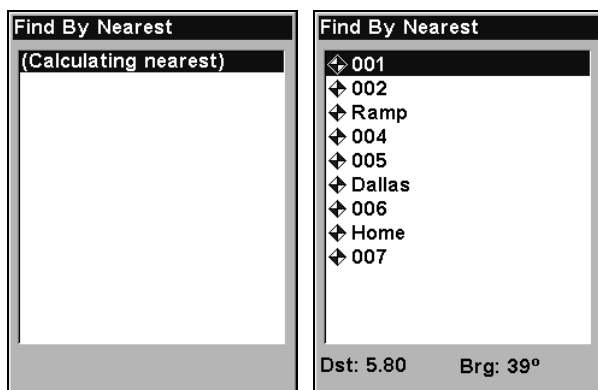 Find By Nearest
(Calculating nearest)
Find By Nearest
001
002
Ramp
004
005
Dallas
006
Home
007
Dst: 5.80 Brg: 39º